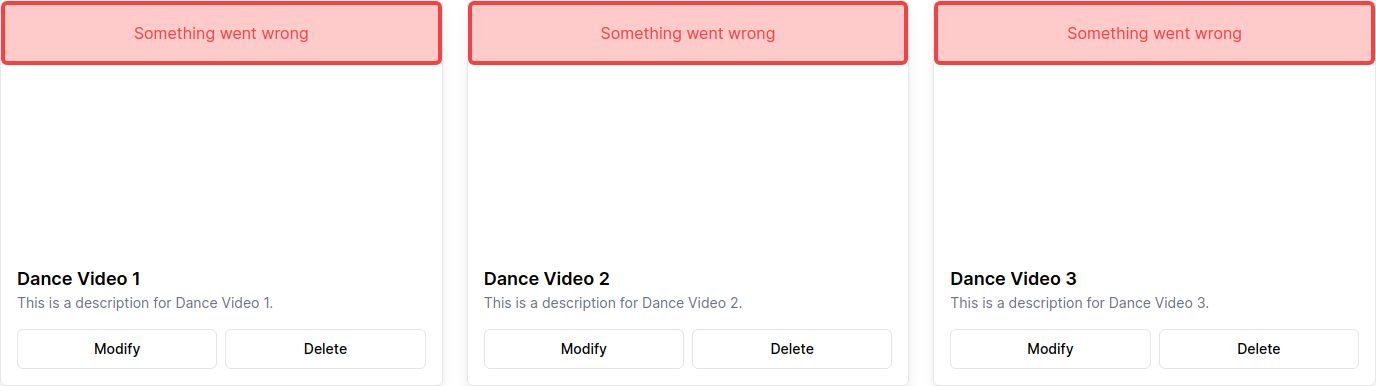 Something went wrong
Something went wrong
Something went wrong
Dance Video 1
This is a description for Dance Video 1.
Modify
Delete
Dance Video 2
This is a description for Dance Video 2.
Modify
Delete
Dance Video 3
This is a description for Dance Video 3.
Modify
Delete